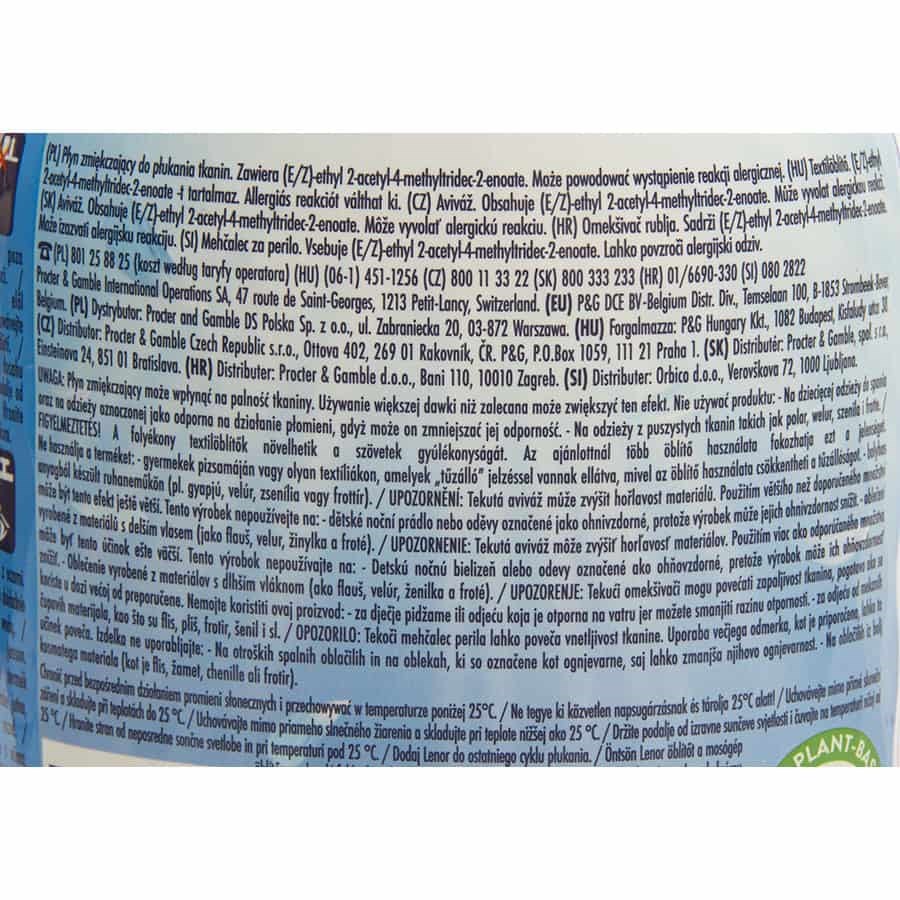 (PL) Płyn zmiękczający do płukania tkanin. Zawiera (E/Z)-ethyl 2-acetyl-4-methyltridec-2-enoate. Może powodować wystąpienie reakcji alergicznej. (HU) Textilöblítő. (E/Z)-ethyl
2-acetyl-4-methyltridec-2-enoate -t tartalmaz. Allergiás reakciót válthat ki. (CZ) Aviváž. Obsahuje (E/Z)-ethyl 2-acetyl-4-methyltridec-2-enoate. Může vyvolat alergickou reakci.
(SK) Aviváž. Obsahuje (E/Z)-ethyl 2-acetyl-4-methyltridec-2-enoate. Môže vyvolať alergickú reakciu. (HR) Omekšivač rublja. Sadrži (E/Z)-ethyl 2-acetyl-4-methyltridec-2-enoate.
Može izazvati alergijsku reakciju. (SI) Mehčalec za perilo. Vsebuje (E/Z)-ethyl 2-acetyl-4-methyltridec-2-enoate. Lahko povzroči alergijski odziv.
☎(PL) 801 25 88 25 (koszt według taryfy operatora) (HU) (06-1) 451-1256 (CZ) 800 11 33 22 (SK) 800 333 233 (HR) 01/6690-330 (SI) 080 2822
Procter & Gamble International Operations SA, 47 route de Saint-Georges, 1213 Petit-Lancy, Switzerland. (EU) P&G DCE BV-Belgium Distr. Div., Temselaan 100, B-1853 Strombeek-Bever,
Belgium. (PL) Dystrybutor: Procter and Gamble DS Polska Sp. z o.o., ul. Zabraniecka 20, 03-872 Warszawa. (HU) Forgalmazza: P&G Hungary Kkt., 1082 Budapest, Kisfaludy utca 38
(CZ) Distributor: Procter & Gamble Czech Republic s.r.o., Ottova 402, 269 01 Rakovník, ČR. P&G, P.O.Box 1059, 111 21 Praha 1. (SK) Distributér: Procter & Gamble, spol. s r.o.,
Einsteinova 24, 851 01 Bratislava. (HR) Distributer: Procter & Gamble d.o.o., Bani 110, 10010 Zagreb. (SI) Distributer: Orbico d.o.o., Verovškova 72, 1000 Ljubljana.
UWAGA: Płyn zmiękczający może wpłynąć na palność tkaniny. Używanie większej dawki niż zalecana może zwiększyć ten efekt. Nie używać produktu: - Na dziecięcej odzieży do spania
oraz na odzieży oznaczonej jako odporna na działanie płomieni, gdyż może on zmniejszać jej odporność. - Na odzieży z puszystych tkanin takich jak polar, welur, szenila i frotte. /
FIGYELMEZTETÉS! A folyékony textilöblítők növelhetik a szövetek gyúlékonyságát. Az ajánlottnál több öblítő használata fokozhatja ezt a jelenséget.
Ne használja a terméket: - gyermekek pizsamáján vagy olyan textíliákon, amelyek „tűzálló" jelzéssel vannak ellátva, mivel az öblítő használata csökkentheti a tűzállóságot. - bolyhos
anyagból készült ruhaneműkön (pl. gyapjú, velúr, zsenília vagy frottír). / UPOZORNĚNÍ: Tekutá aviváž může zvýšit hořlavost materiálů. Použitím většího než doporučeného množství
může být tento efekt ještě větší. Tento výrobek nepoužívejte na: - dětské noční prádlo nebo oděvy označené jako ohnivzdorné, protože výrobek může jejich ohnivzdornost snížit. - oblečení
vyrobené z materiálů s delším vlasem (jako flauš, velúr, žinylka a froté). / UPOZORNENIE: Tekutá aviváž môže zvýšiť horľavosť materiálov. Použitím viac ako odporúčaného množstva
môže byť tento účinok ešte väčší. Tento výrobok nepoužívajte na: - Detskú nočnú bielizeň alebo odevy označené ako ohňovzdorné, pretože výrobok môže ich ohňovzdornosť
znížiť. - Oblečenie vyrobené z materiálov s dlhším vláknom (ako flauš, velúr, ženilka a froté). / UPOZORENJE: Tekući omekšivači mogu povećati zapaljivost tkanina, pogotovo ako se
koriste u dozi većoj od preporučene. Nemojte koristiti ovaj proizvod: - za dječje pidžame ili odjeću koja je otporna na vatru jer možete smanjiti razinu otpornosti. - za odjeću od vlaknastih,
čupavih materijala, kao što su flis, pliš, frotir, šenil i sl. / OPOZORILO: Tekoči mehčalec perila lahko poveča vnetljivost tkanine. Uporaba večjega odmerka, kot je priporočeno, lahko ta
učinek poveča. Izdelka ne uporabljajte: - Na otroških spalnih oblačilih in na oblekah, ki so označene kot ognjevarne, saj lahko zmanjša njihovo ognjevarnost. - Na oblačilih iz bolj
kosmatega materiala (kot je flis, žamet, chenille ali frotir).
Chronić przed bezpośrednim działaniem promieni słonecznych i przechowywać w temperaturze poniżej 25°C. / Ne tegye ki közvetlen napsugárzásnak és tárolja 25°C alatt! / Uchovávejte mimo přímé sluneční
záření a skladujte při teplotách do 25 °C. / Uchovávajte mimo priameho slnečného žiarenia a skladujte pri teplote nižšej ako 25 °C. / Držite podalje od izravne sunčeve svjetlosti i čuvajte na temperaturi nižoj od
25 °C. / Hranite stran od neposredne sončne svetlobe in pri temperaturi pod 25 °C. / Dodaj Lenor do ostatniego cyklu płukania. / Öntsön Lenor öblítőt a mosógép
PLANT-BAS